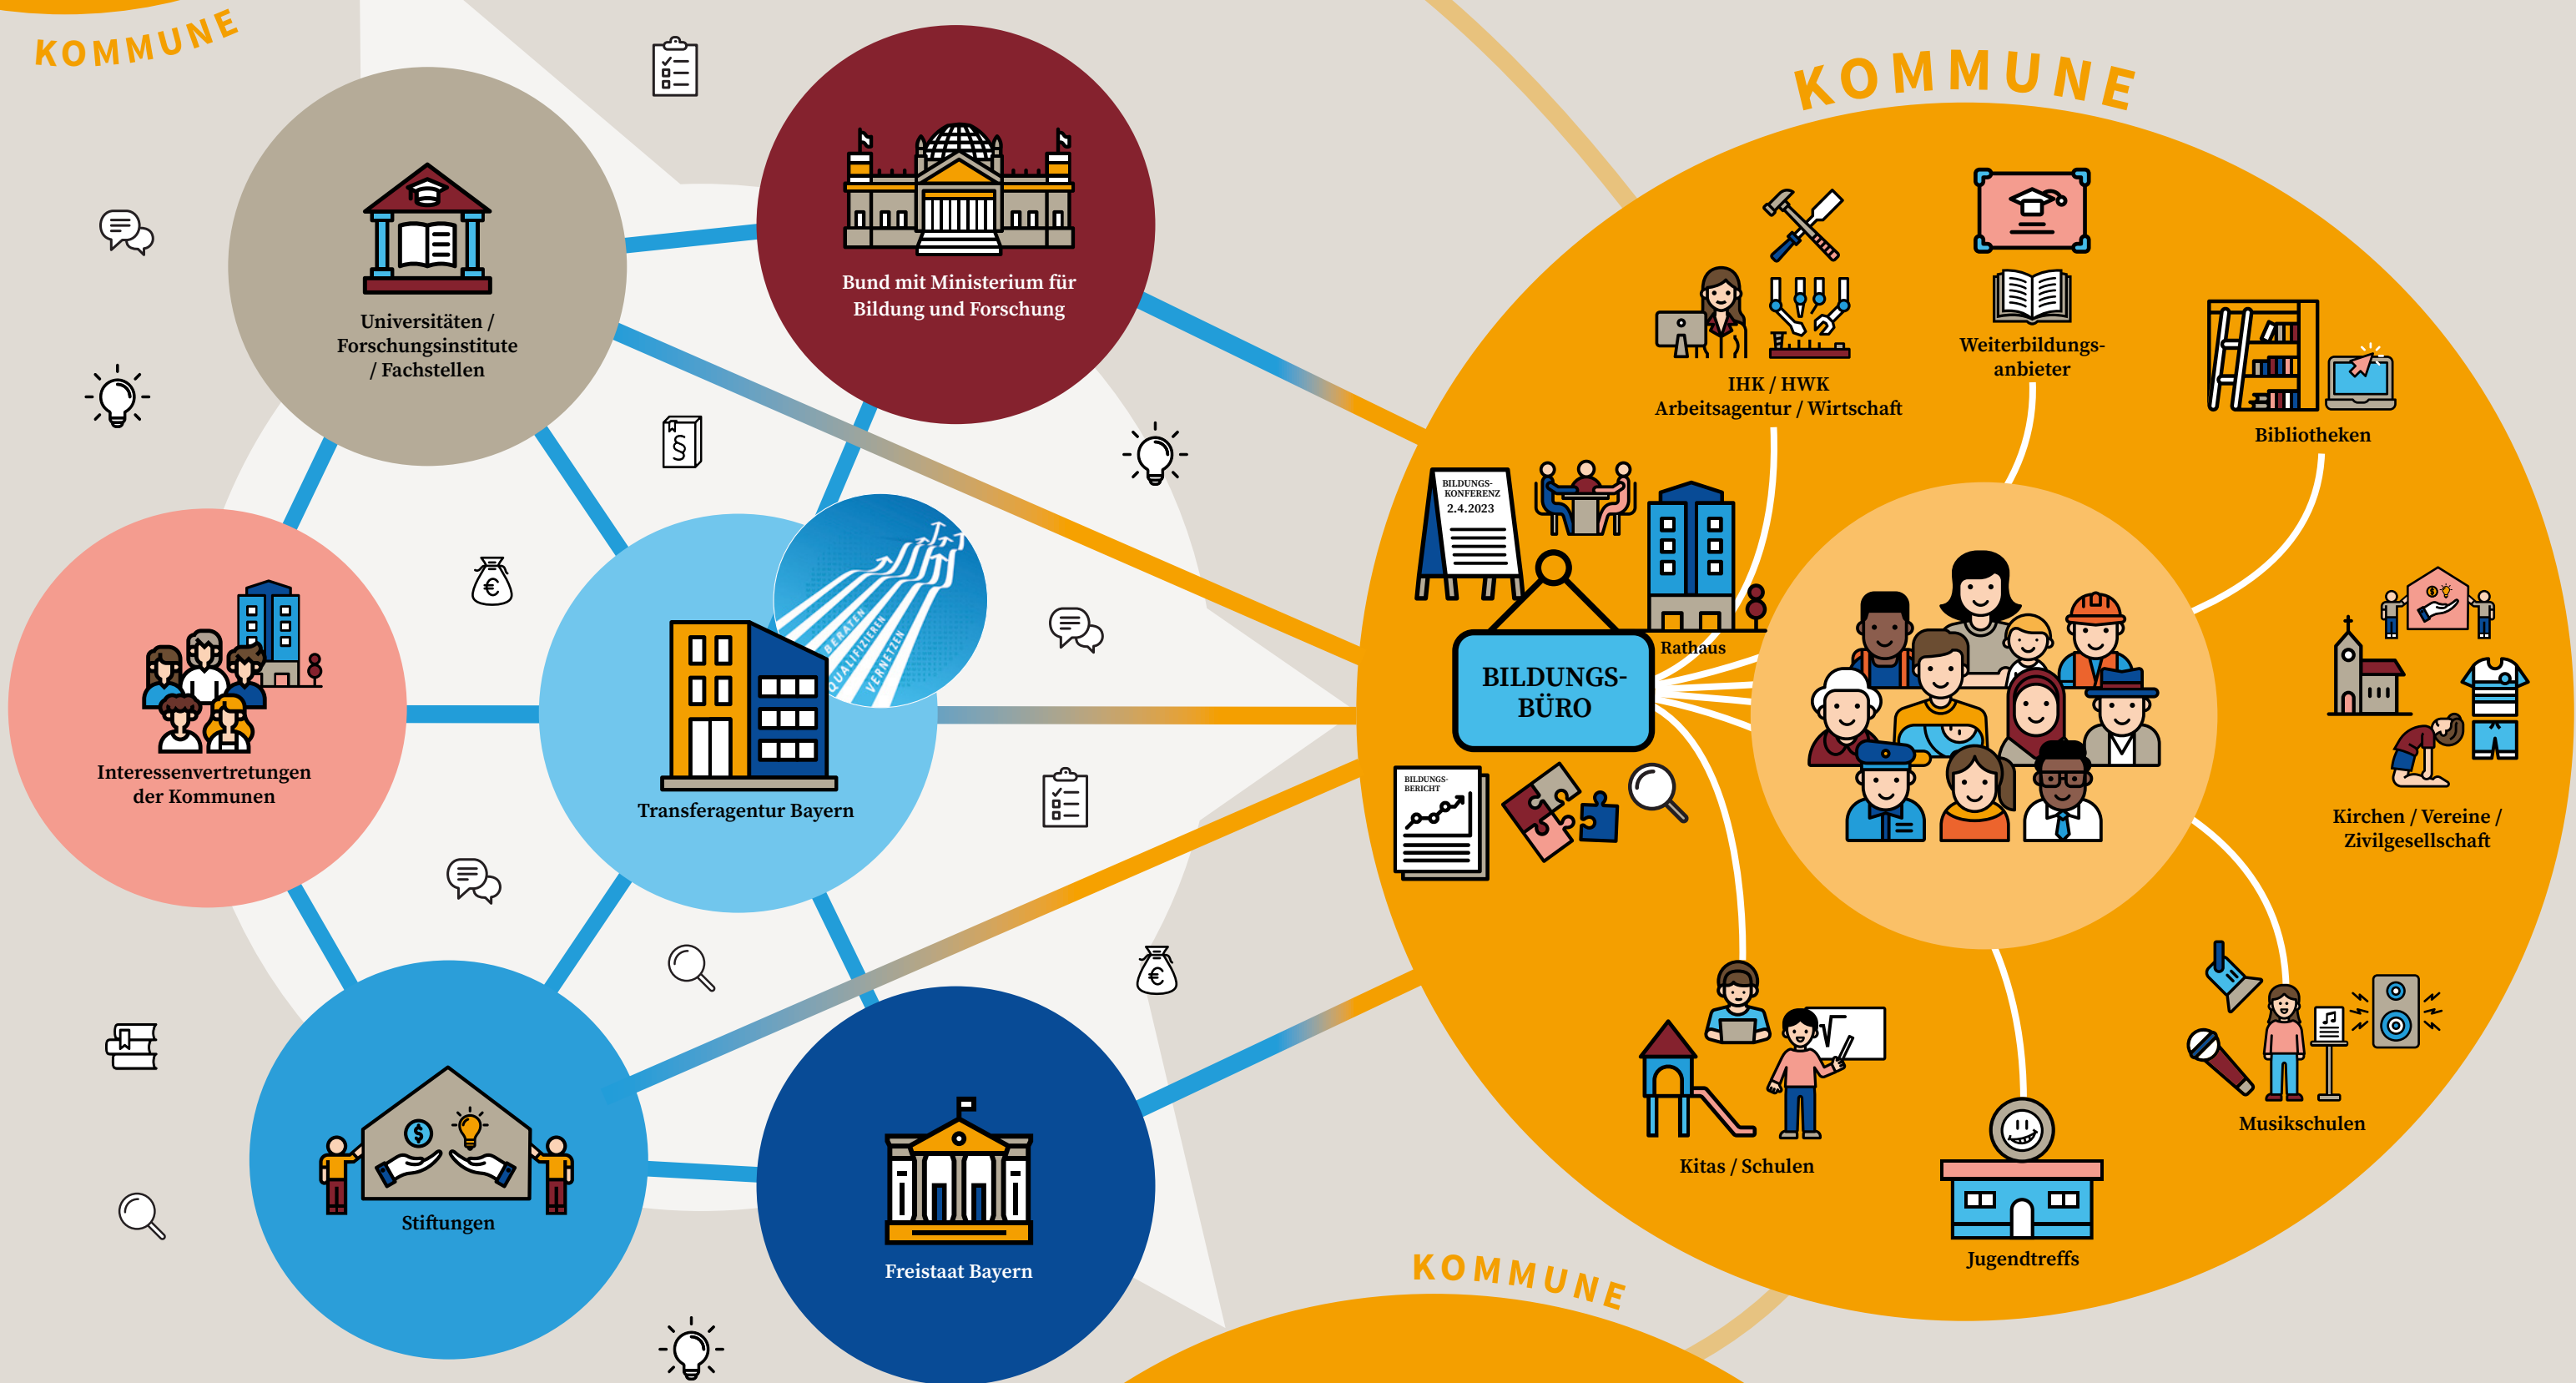 KOMMUNE
KOMMUNE
Universitäten /
Forschungsinstitute
/ Fachstellen
§
Bund mit Ministerium für
Bildung und Forschung
€
Interessenvertretungen
der Kommunen
BERATEN
QUALIFIZIEREN
VERNETZEN
Transferagentur Bayern
€
$
Stiftungen
Freistaat Bayern
IHK / HWK
Arbeitsagentur / Wirtschaft
Weiterbildungs-
anbieter
Bibliotheken
BILDUNGS-
KONFERENZ
2.4.2023
Rathaus
BILDUNGS-
BÜRO
BILDUNGS-
BERICHT
$
Kirchen / Vereine /
Zivilgesellschaft
√
Kitas / Schulen
Musikschulen
Jugendtreffs
KOMMUNE